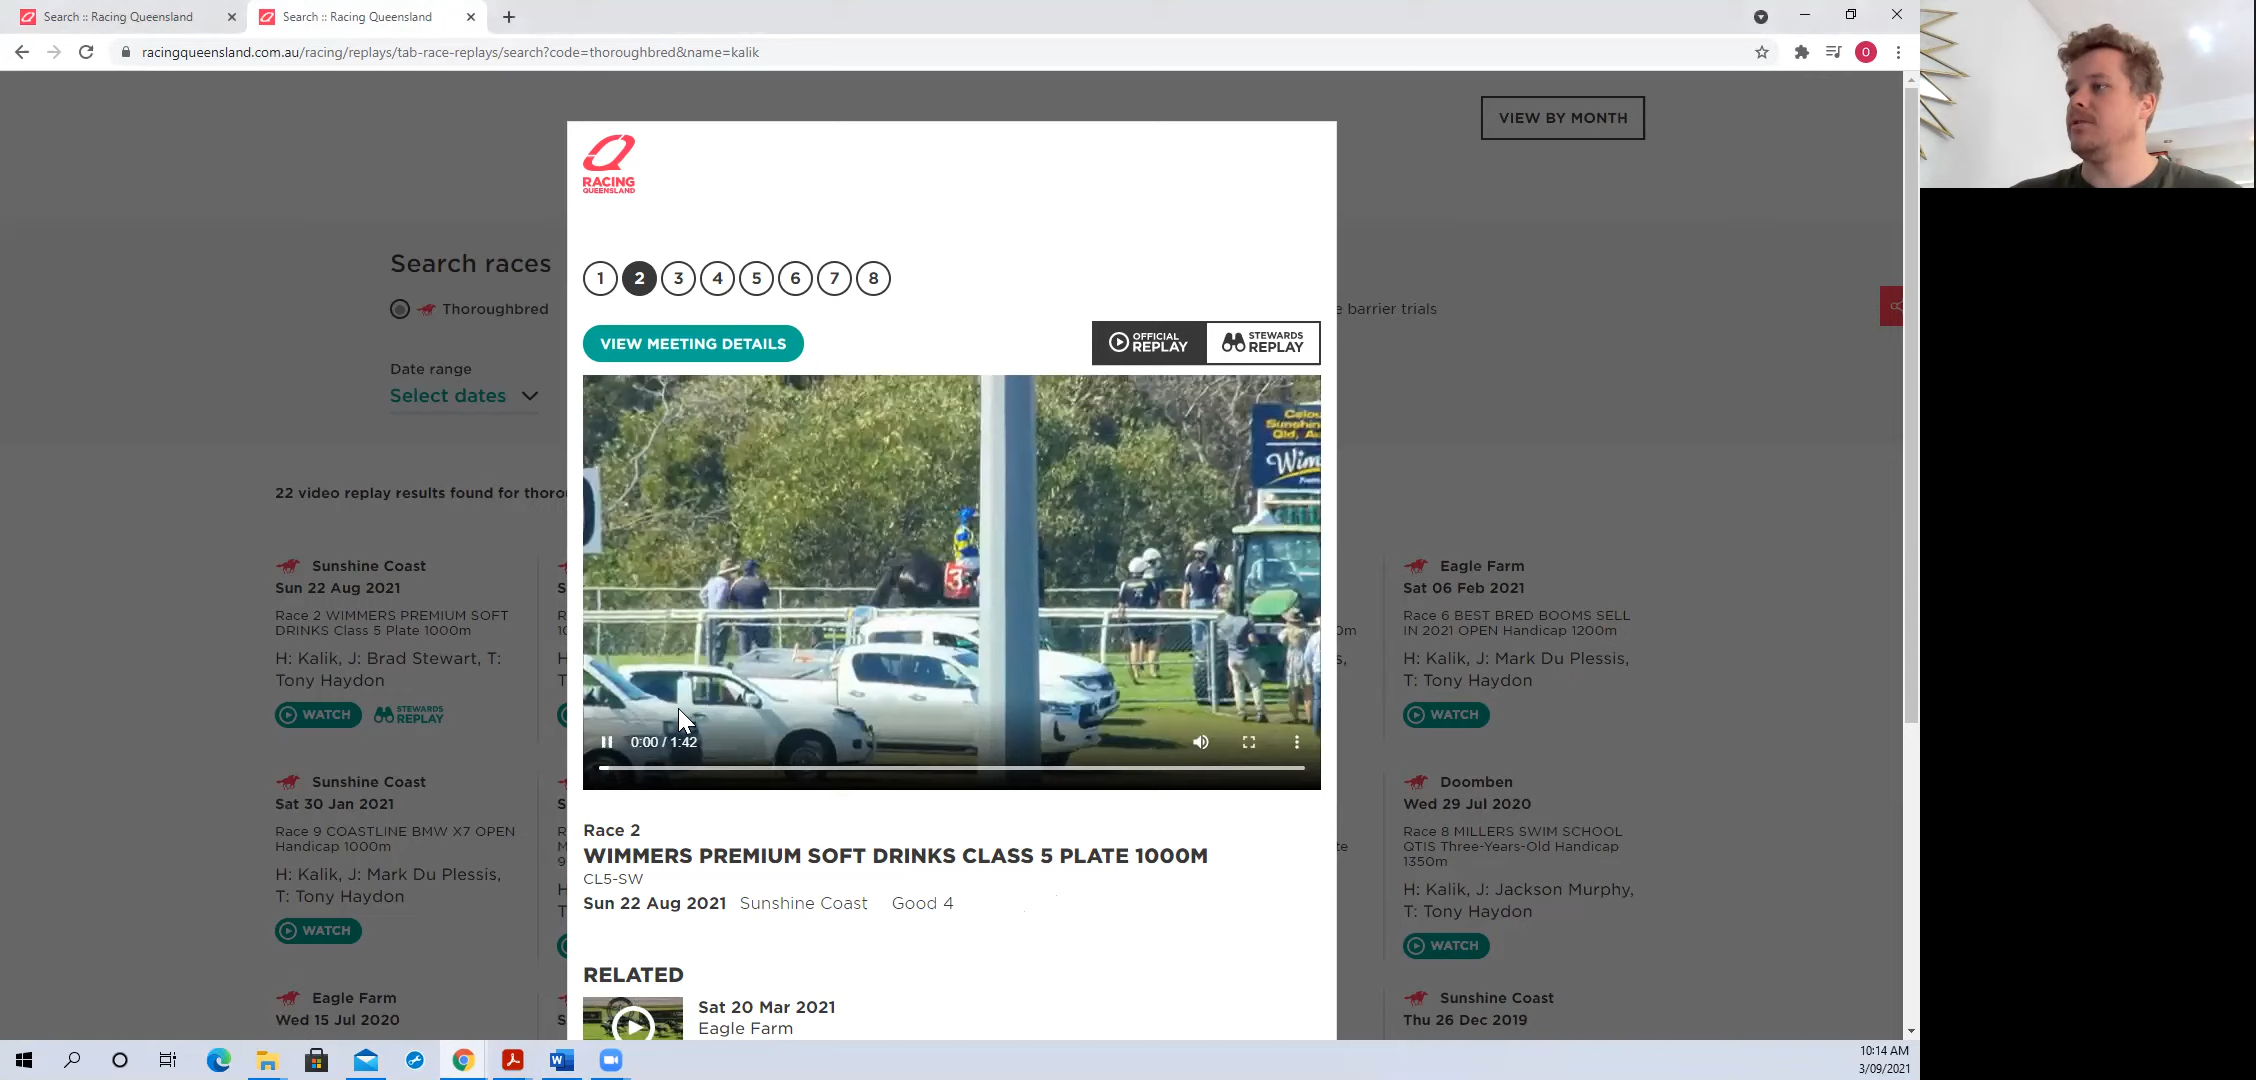 Search :: Racing Queensland
Search :: Racing Queensland
racingqueensland.com.au/racing/replays/tab-race-replays/search?code=thoroughbred&name=kalik
O
VIEW BY MONTH
RACING
QUEENSLAND
Search races
Thoroughbred
barrier trials
Date range
Select dates
1 2 3 4 5 6 7 8
VIEW MEETING DETAILS
OFFICIAL
REPLAY
STEWARDS
REPLAY
22 video replay results found for thoro
3
0:00 / 1:42
Sunshine Coast
Sun 22 Aug 2021
Race 2 WIMMERS PREMIUM SOFT
DRINKS Class 5 Plate 1000m
H: Kalik, J: Brad Stewart, T:
Tony Haydon
WATCH
STEWARDS
REPLAY
Eagle Farm
Sat 06 Feb 2021
Race 6 BEST BRED BOOMS SELL
IN 2021 OPEN Handicap 1200m
H: Kalik, J: Mark Du Plessis,
T: Tony Haydon
WATCH
Sunshine Coast
Sat 30 Jan 2021
Race 9 COASTLINE BMW X7 OPEN
Handicap 1000m
H: Kalik, J: Mark Du Plessis,
T: Tony Haydon
WATCH
Doomben
Wed 29 Jul 2020
Race 8 MILLERS SWIM SCHOOL
QTIS Three-Years-Old Handicap
1350m
H: Kalik, J: Jackson Murphy,
T: Tony Haydon
WATCH
Race 2
WIMMERS PREMIUM SOFT DRINKS CLASS 5 PLATE 1000M
CL5-SW
Sun 22 Aug 2021 Sunshine Coast Good 4
RELATED
Sat 20 Mar 2021
Eagle Farm
Eagle Farm
Wed 15 Jul 2020
Sunshine Coast
Thu 26 Dec 2019
10:14 AM
3/09/2021